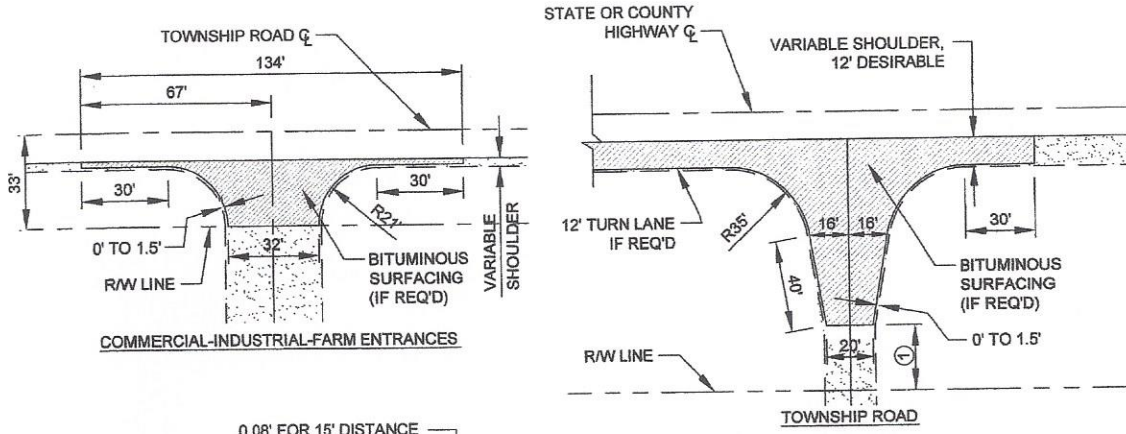 TOWNSHIP ROAD ℄
134'
67'
33'
30'
30'
0' TO 1.5'
R21'
32'
R/W LINE
BITUMINOUS
SURFACING
(IF REQ'D)
VARIABLE
SHOULDER
COMMERCIAL-INDUSTRIAL-FARM ENTRANCES
STATE OR COUNTY
HIGHWAY ℄
VARIABLE SHOULDER,
12' DESIRABLE
12' TURN LANE
IF REQ'D
R35'
16'
16'
30'
40'
BITUMINOUS
SURFACING
(IF REQ'D)
0' TO 1.5'
20'
①
R/W LINE
TOWNSHIP ROAD
0.08' FOR 15' DISTANCE